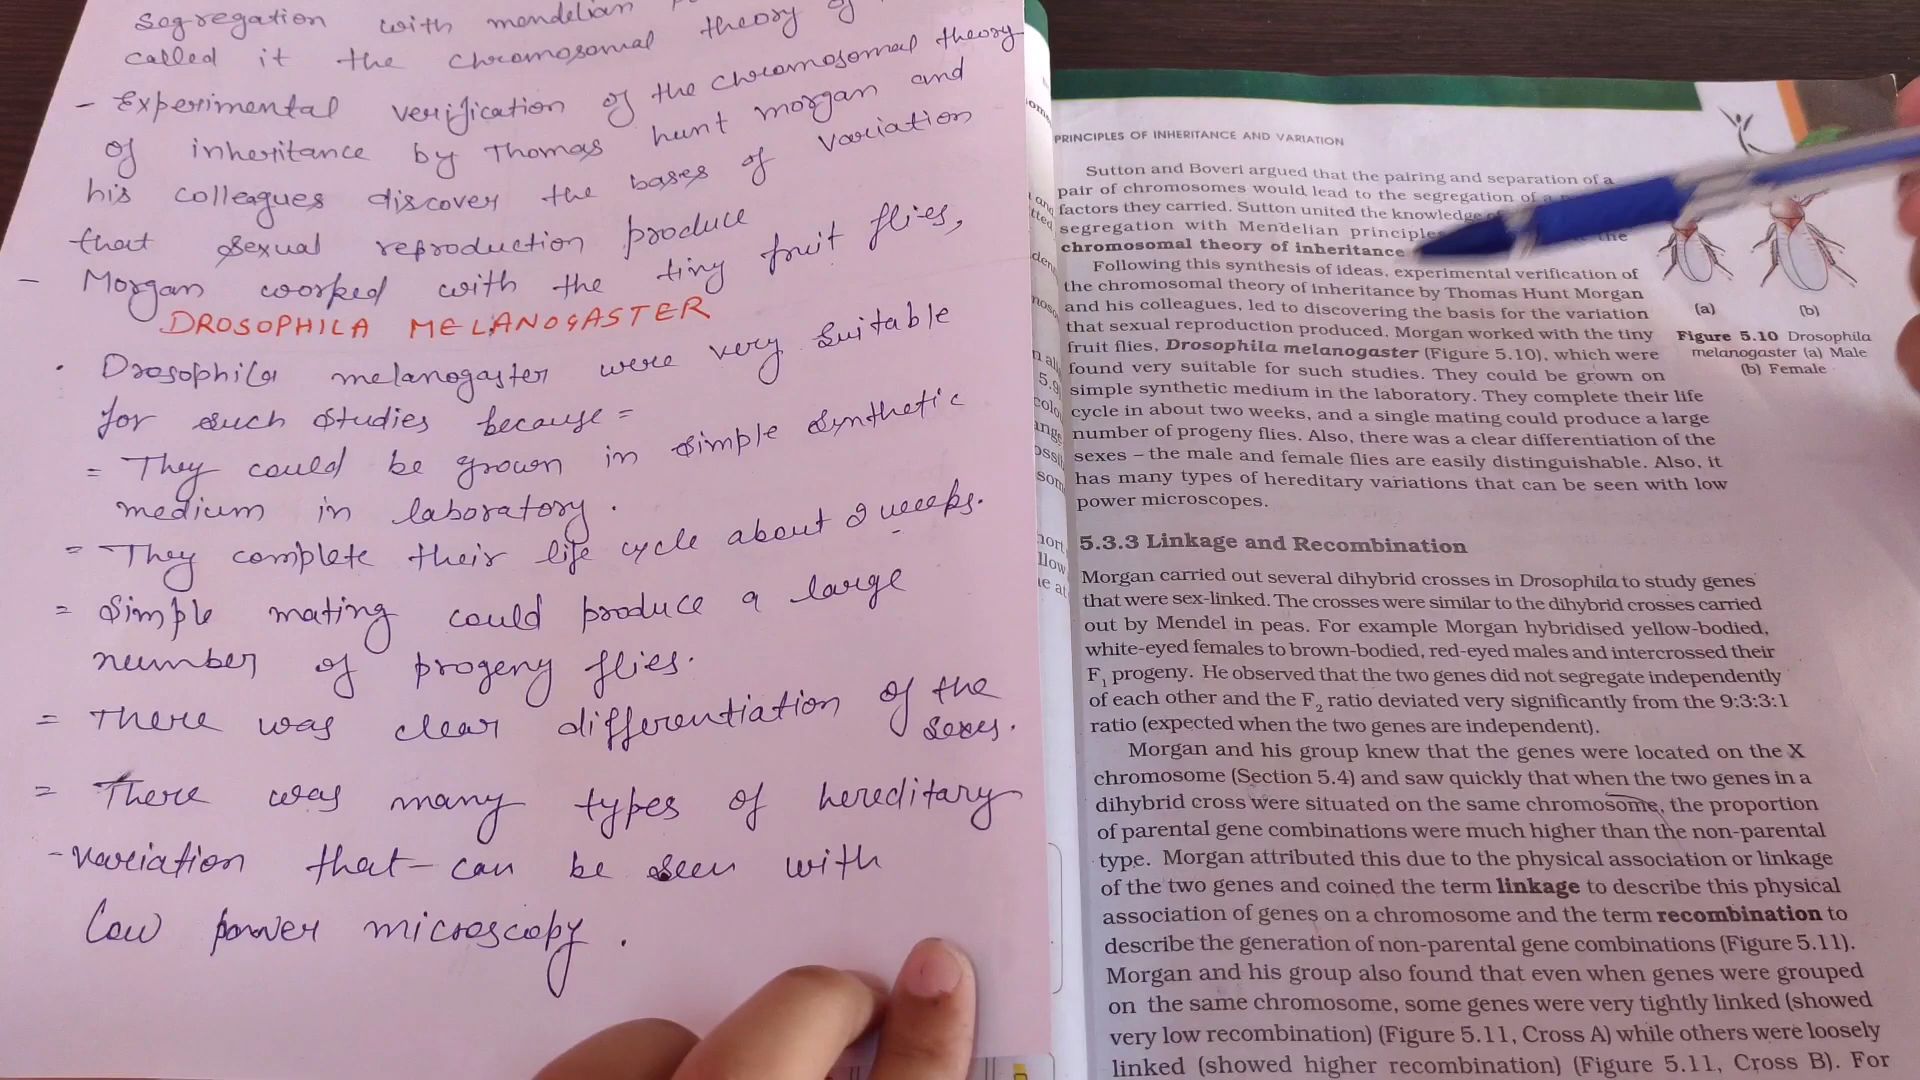 segregation with mendelian
called it the chromosomal theory of
- Experimental verification of the chromosomal theory
of inheritance by Thomas hunt morgan and
his colleagues discover the bases of variation
that sexual reproduction produce
- Morgan worked with the tiny fruit flies,
DROSOPHILA MELANOGASTER
. Drosophila melanogaster were very suitable
for such studies because =
= They could be grown in simple synthetic
medium in laboratory.
= They complete their life cycle about 2 weeks.
= Simple mating could produce a large
number of progeny flies.
= There was clear differentiation of the
sexes.
= There was many types of hereditary
- variation that can be seen with
low power microscopy.
PRINCIPLES OF INHERITANCE AND VARIATION
Sutton and Boveri argued that the pairing and separation of a
pair of chromosomes would lead to the segregation of a
factors they carried. Sutton united the knowledge
segregation with Mendelian principles the
chromosomal theory of inheritance
Following this synthesis of ideas, experimental verification of
the chromosomal theory of inheritance by Thomas Hunt Morgan
and his colleagues, led to discovering the basis for the variation
that sexual reproduction produced. Morgan worked with the tiny
fruit flies, Drosophila melanogaster (Figure 5.10), which were
found very suitable for such studies. They could be grown on
simple synthetic medium in the laboratory. They complete their life
cycle in about two weeks, and a single mating could produce a large
number of progeny flies. Also, there was a clear differentiation of the
sexes – the male and female flies are easily distinguishable. Also, it
has many types of hereditary variations that can be seen with low
power microscopes.
(a) (b)
Figure 5.10 Drosophila
melanogaster (a) Male
(b) Female
5.3.3 Linkage and Recombination
Morgan carried out several dihybrid crosses in Drosophila to study genes
that were sex-linked. The crosses were similar to the dihybrid crosses carried
out by Mendel in peas. For example Morgan hybridised yellow-bodied,
white-eyed females to brown-bodied, red-eyed males and intercrossed their
F1 progeny. He observed that the two genes did not segregate independently
of each other and the F2 ratio deviated very significantly from the 9:3:3:1
ratio (expected when the two genes are independent).
Morgan and his group knew that the genes were located on the X
chromosome (Section 5.4) and saw quickly that when the two genes in a
dihybrid cross were situated on the same chromosome, the proportion
of parental gene combinations were much higher than the non-parental
type. Morgan attributed this due to the physical association or linkage
of the two genes and coined the term linkage to describe this physical
association of genes on a chromosome and the term recombination to
describe the generation of non-parental gene combinations (Figure 5.11).
Morgan and his group also found that even when genes were grouped
on the same chromosome, some genes were very tightly linked (showed
very low recombination) (Figure 5.11, Cross A) while others were loosely
linked (showed higher recombination) (Figure 5.11, Cross B). For